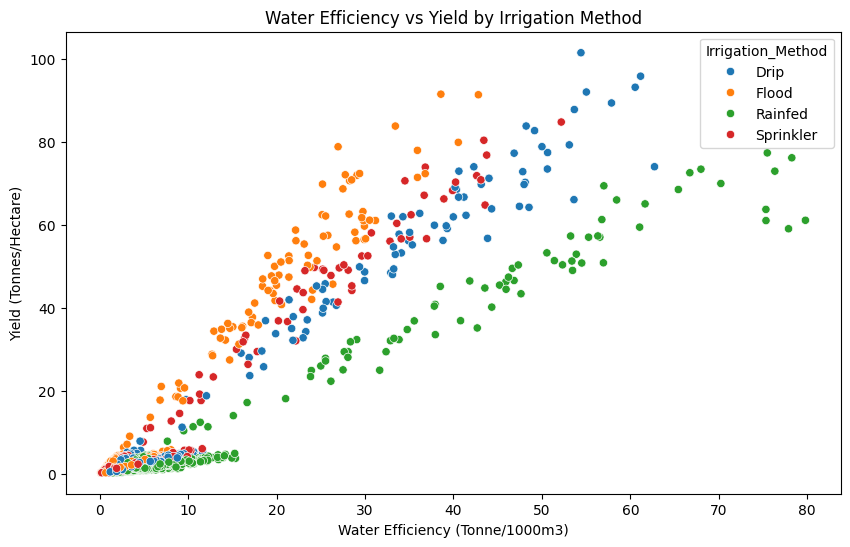 Water Efficiency vs Yield by Irrigation Method
Yield (Tonnes/Hectare)
100
80
60
40
20
0
Irrigation_Method
Drip
Flood
Rainfed
Sprinkler
0 10 20 30 40 50 60 70 80
Water Efficiency (Tonne/1000m3)